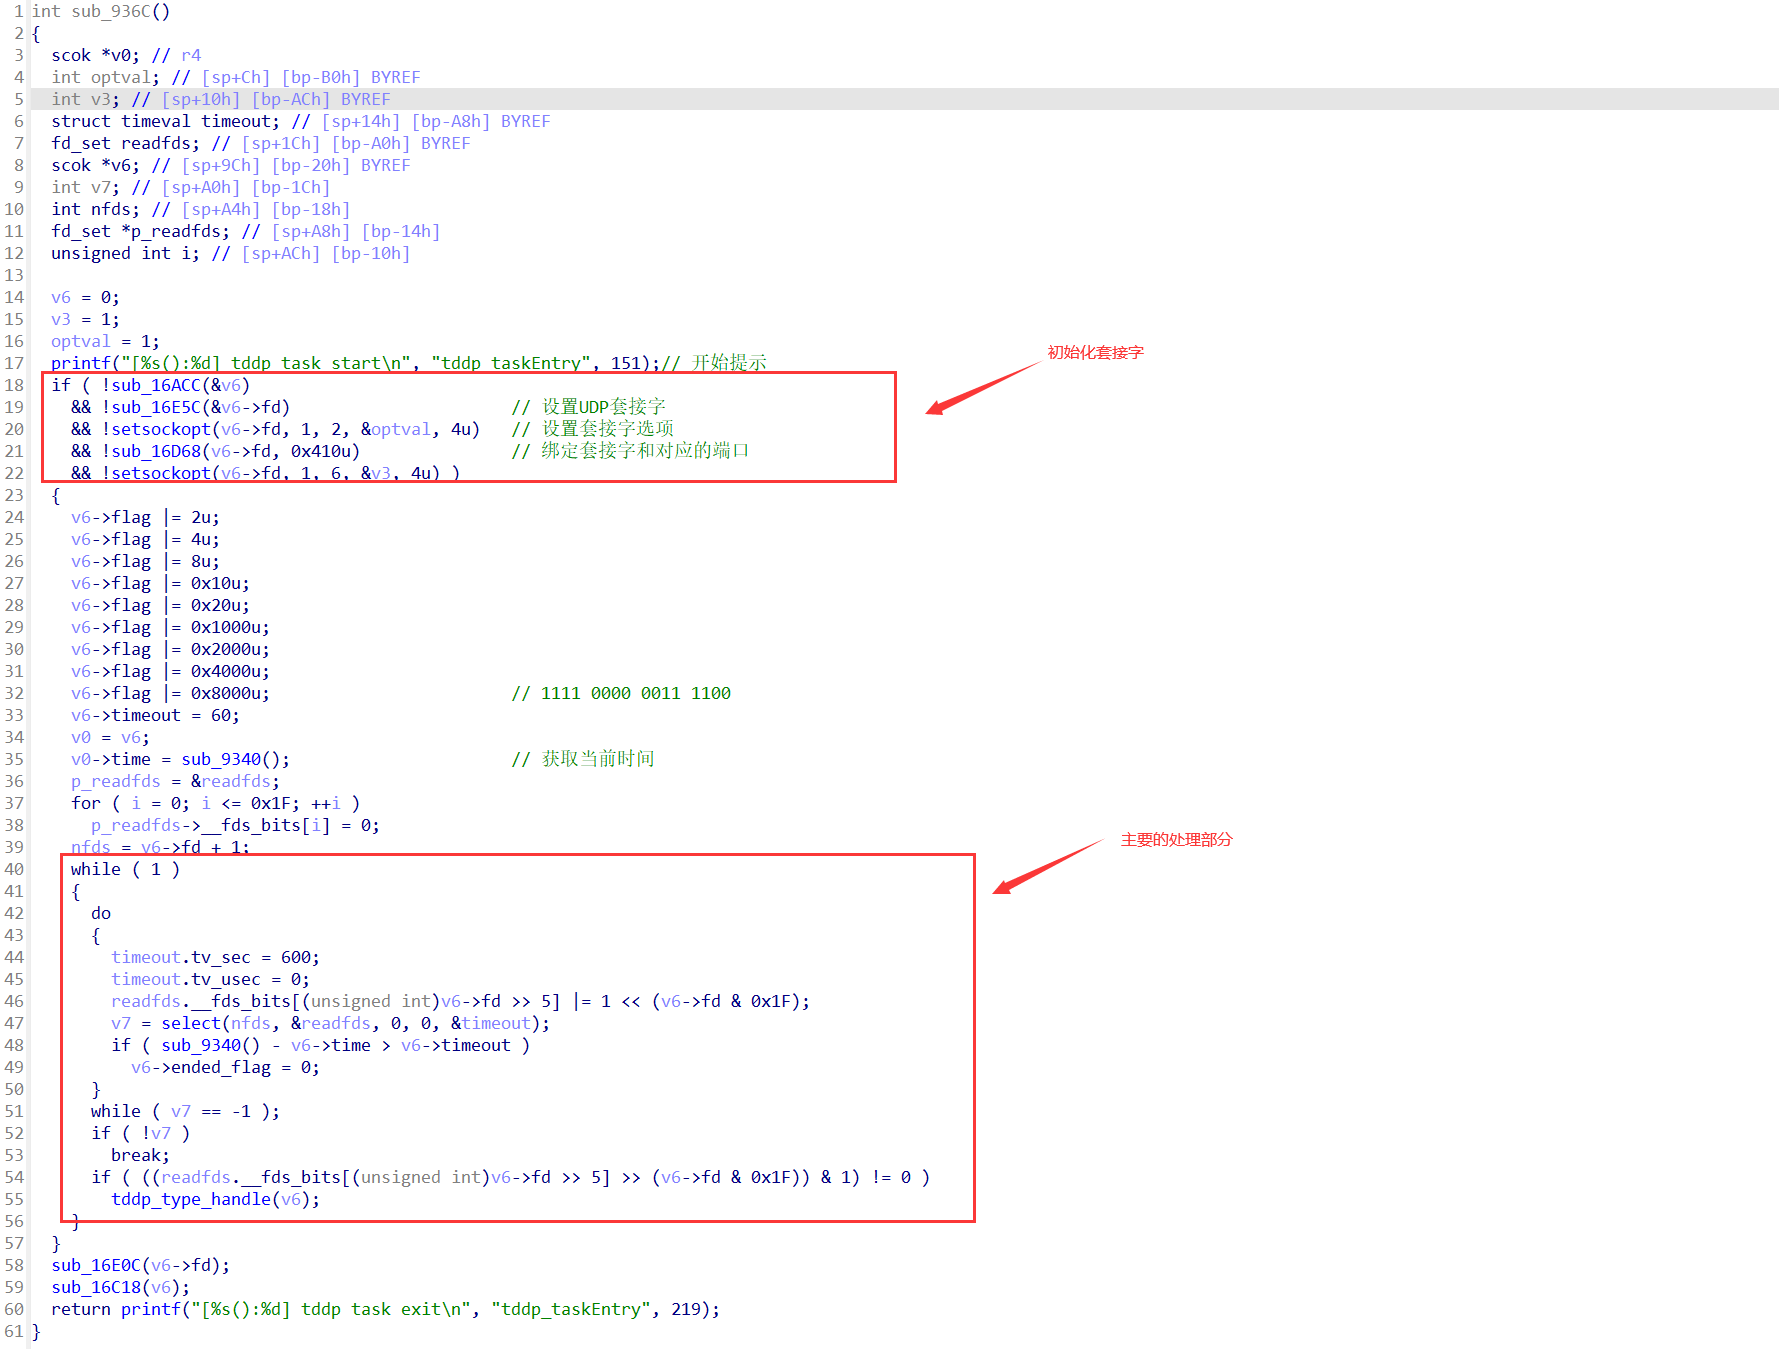 1 int sub_936C()
2 {
3 scok *v0; // r4
4 int optval; // [sp+Ch] [bp-B0h] BYREF
5 int v3; // [sp+10h] [bp-ACh] BYREF
6 struct timeval timeout; // [sp+14h] [bp-A8h] BYREF
7 fd_set readfds; // [sp+1Ch] [bp-A0h] BYREF
8 scok *v6; // [sp+9Ch] [bp-20h] BYREF
9 int v7; // [sp+A0h] [bp-1Ch]
10 int nfds; // [sp+A4h] [bp-18h]
11 fd_set *p_readfds; // [sp+A8h] [bp-14h]
12 unsigned int i; // [sp+ACh] [bp-10h]
13
14 v6 = 0;
15 v3 = 1;
16 optval = 1;
初始化套接字
17 printf("[%s():%d] tddp task start\n", "tddp_taskEntry", 151);// 开始提示
18 if ( !sub_16ACC(&v6)
19 && !sub_16E5C(&v6->fd) // 设置UDP套接字
20 && !setsockopt(v6->fd, 1, 2, &optval, 4u) // 设置套接字选项
21 && !sub_16D68(v6->fd, 0x410u) // 绑定套接字和对应的端口
22 && !setsockopt(v6->fd, 1, 6, &v3, 4u) )
23 {
24 v6->flag |= 2u;
25 v6->flag |= 4u;
26 v6->flag |= 8u;
27 v6->flag |= 0x10u;
28 v6->flag |= 0x20u;
29 v6->flag |= 0x1000u;
30 v6->flag |= 0x2000u;
31 v6->flag |= 0x4000u;
32 v6->flag |= 0x8000u; // 1111 0000 0011 1100
33 v6->timeout = 60;
34 v0 = v6;
35 v0->time = sub_9340(); // 获取当前时间
36 p_readfds = &readfds;
37 for ( i = 0; i <= 0x1F; ++i )
38 p_readfds->__fds_bits[i] = 0;
主要的处理部分
39 nfds = v6->fd + 1;
40 while ( 1 )
41 {
42 do
43 {
44 timeout.tv_sec = 600;
45 timeout.tv_usec = 0;
46 readfds.__fds_bits[(unsigned int)v6->fd >> 5] |= 1 << (v6->fd & 0x1F);
47 v7 = select(nfds, &readfds, 0, 0, &timeout);
48 if ( sub_9340() - v6->time > v6->timeout )
49 v6->ended_flag = 0;
50 }
51 while ( v7 == -1 );
52 if ( !v7 )
53 break;
54 if ( ((readfds.__fds_bits[(unsigned int)v6->fd >> 5] >> (v6->fd & 0x1F)) & 1) != 0 )
55 tddp_type_handle(v6);
56 }
57 }
58 sub_16E0C(v6->fd);
59 sub_16C18(v6);
60 return printf("[%s():%d] tddp task exit\n", "tddp_taskEntry", 219);
61 }